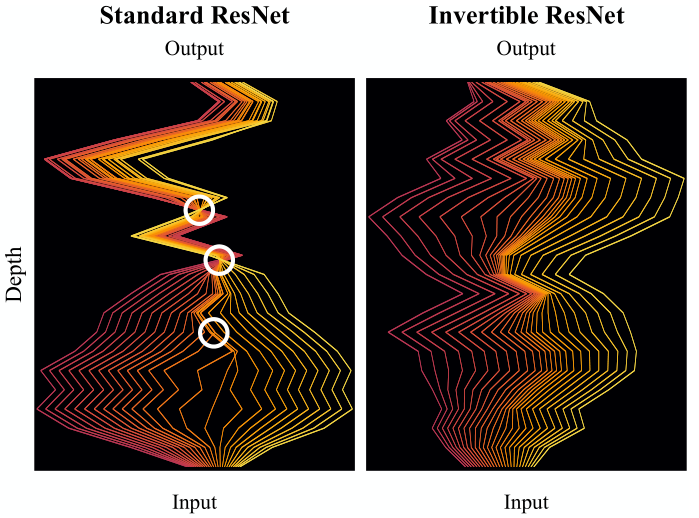 Standard ResNet
Output
Invertible ResNet
Output
Depth
Input
Input